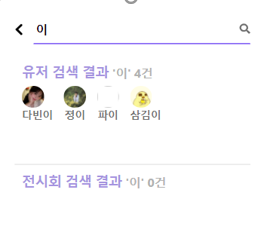 이
유저 검색 결과 '이' 4건
다빈이 정이 파이 삼김이
전시회 검색 결과 '이' 0건